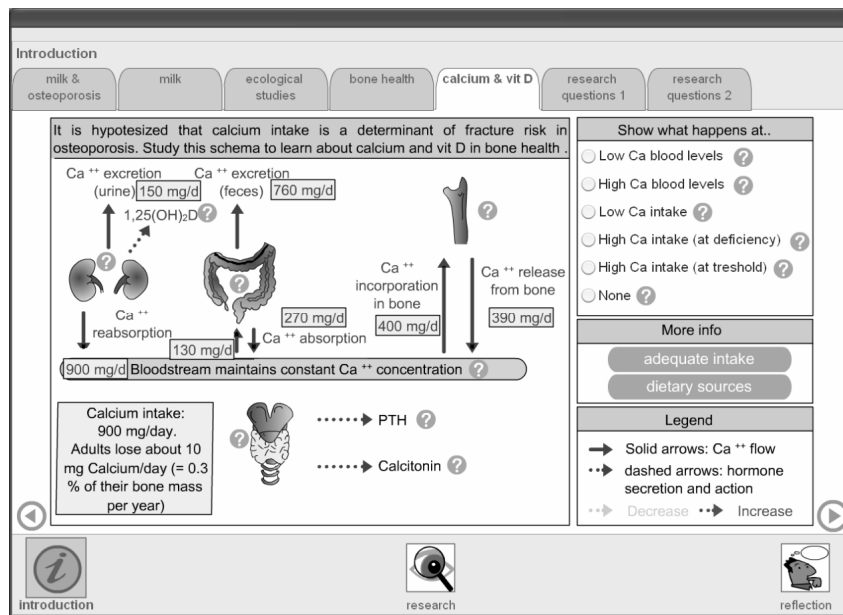 Introduction
milk &
osteoporosis
milk
ecological
studies
bone health
calcium & vit D
research
questions 1
research
questions 2
It is hypotesized that calcium intake is a determinant of fracture risk in
osteoporosis. Study this schema to learn about calcium and vit D in bone health .
Ca ++ excretion
(urine) 150 mg/d
Ca ++ excretion
(feces) 760 mg/d
1,25(OH)2D ?
?
?
?
Ca ++
reabsorption
130 mg/d
270 mg/d
Ca ++ absorption
Ca ++
incorporation
in bone
400 mg/d
Ca ++ release
from bone
390 mg/d
900 mg/d Bloodstream maintains constant Ca ++ concentration ?
Calcium intake:
900 mg/day.
Adults lose about 10
mg Calcium/day (= 0.3
% of their bone mass
per year)
?
PTH ?
Calcitonin ?
Show what happens at..
Low Ca blood levels ?
High Ca blood levels ?
Low Ca intake ?
High Ca intake (at deficiency) ?
High Ca intake (at treshold) ?
None ?
More info
adequate intake
dietary sources
Legend
Solid arrows: Ca ++ flow
dashed arrows: hormone
secretion and action
Decrease Increase
i
introduction
research
reflection